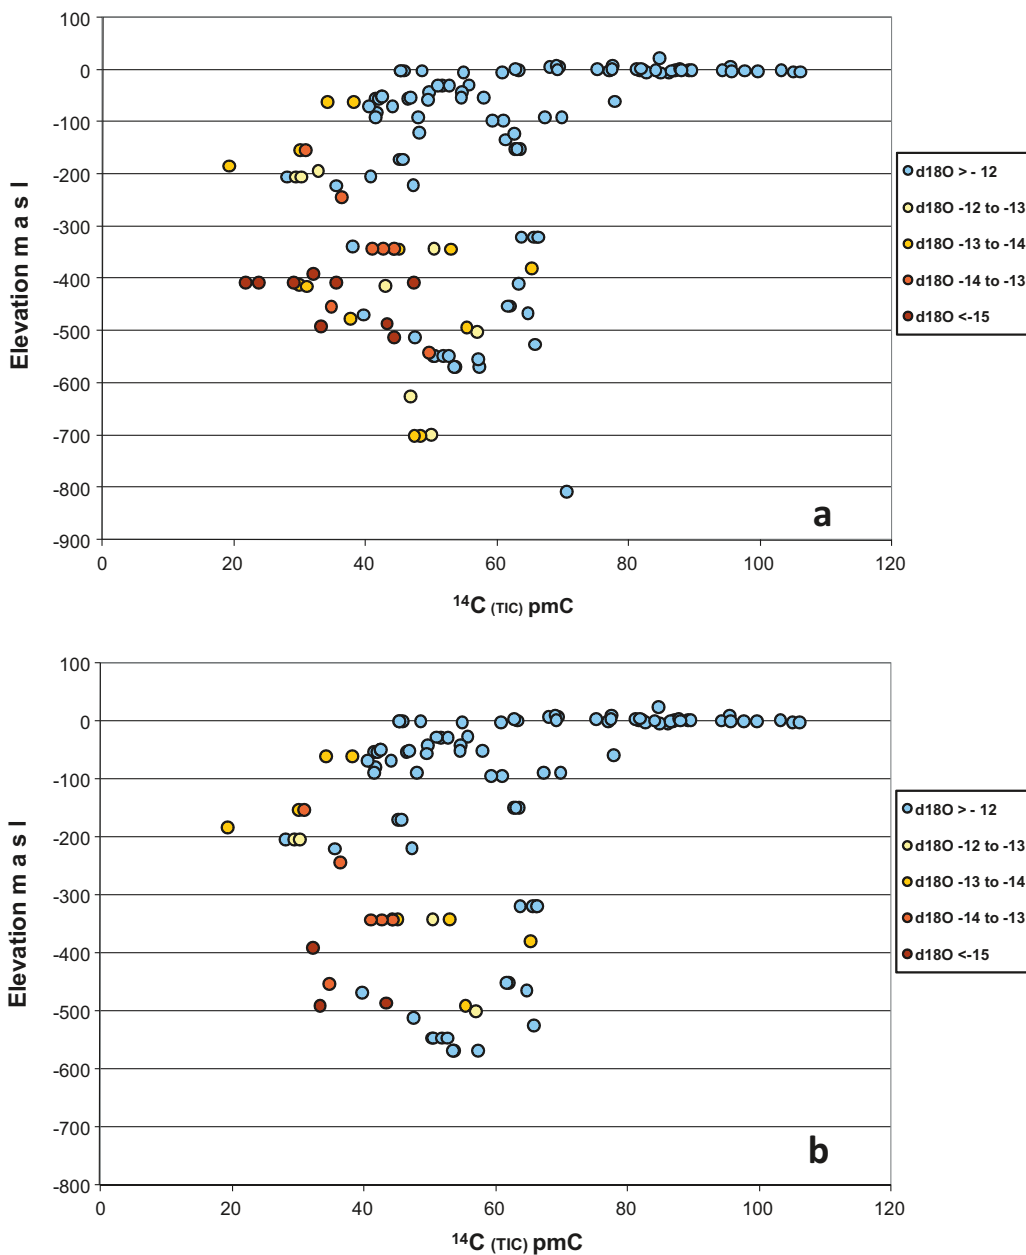 100
0
-100
-200
-300
-400
-500
-600
-700
-800
-900
Elevation m a s l
0 20 40 60 80 100 120
14C (TIC) pmC
a
d18O > - 12
d18O -12 to -13
d18O -13 to -14
d18O -14 to -13
d18O <-15
100
0
-100
-200
-300
-400
-500
-600
-700
-800
Elevation m a s l
0 20 40 60 80 100 120
14C (TIC) pmC
b
d18O > - 12
d18O -12 to -13
d18O -13 to -14
d18O -14 to -13
d18O <-15